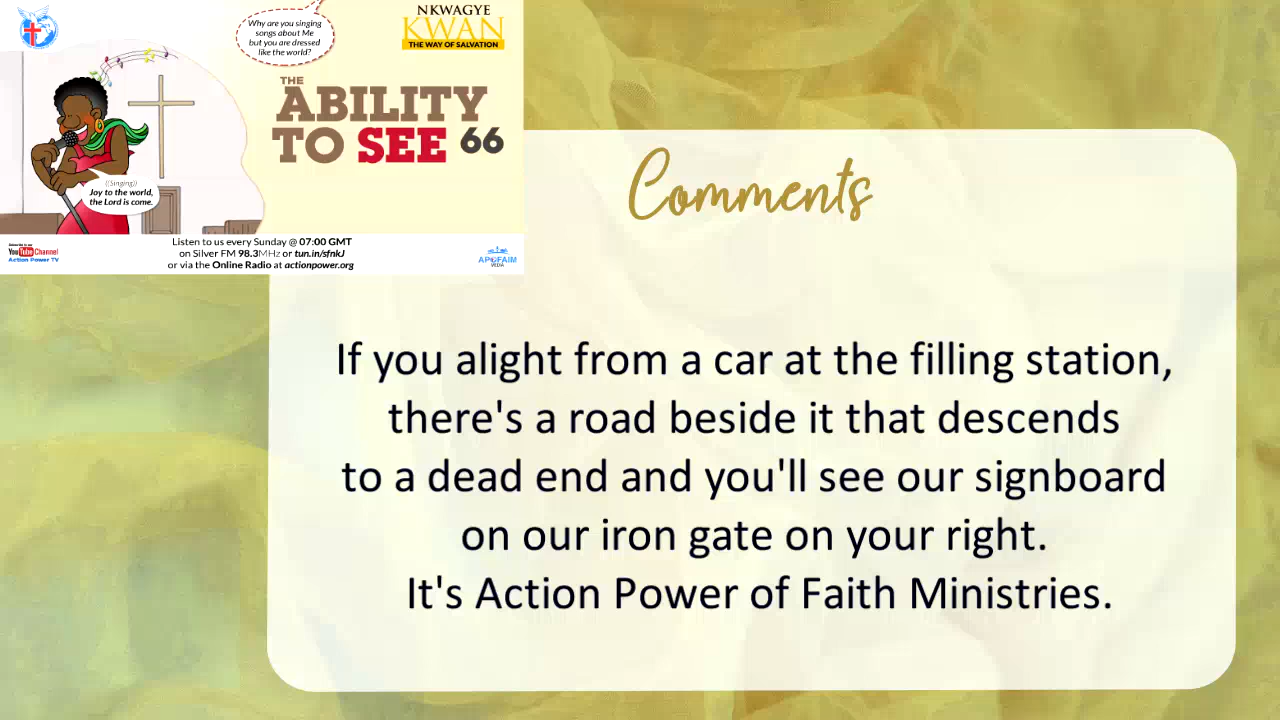 Why are you singing
songs about Me
but you are dressed
like the world?
NKWAGYE
KWAN
THE WAY OF SALVATION
THE
ABILITY
TO SEE 66
((Singing))
Joy to the world,
the Lord is come.
Listen to us every Sunday @ 07:00 GMT
on Silver FM 98.3MHz or tun.in/sfnkJ
or via the Online Radio at actionpower.org
YouTube Channel
Action Power TV
APOFAIM
MEDIA
Comments
If you alight from a car at the filling station,
there's a road beside it that descends
to a dead end and you'll see our signboard
on our iron gate on your right.
It's Action Power of Faith Ministries.